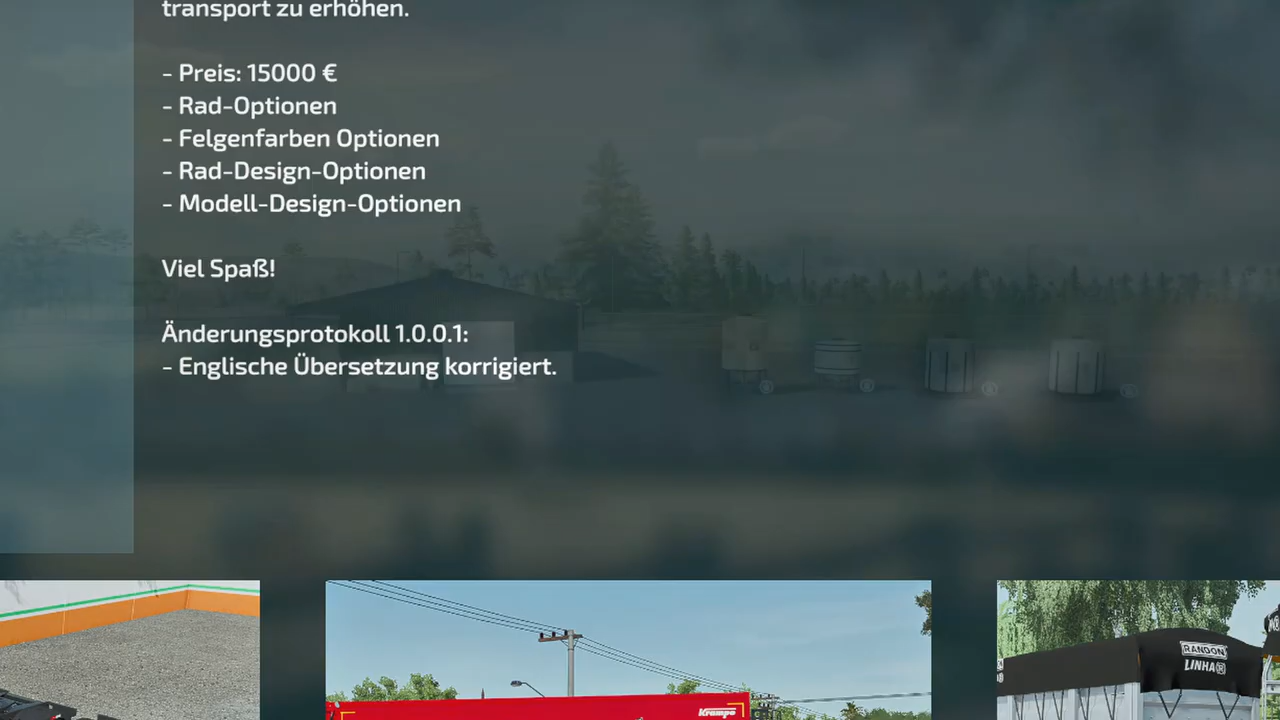 transport zu erhöhen.
- Preis: 15000 €
- Rad-Optionen
- Felgenfarben Optionen
- Rad-Design-Optionen
- Modell-Design-Optionen
Viel Spaß!
Änderungsprotokoll 1.0.0.1:
- Englische Übersetzung korrigiert.
Krampe
RANDON
LINHA R